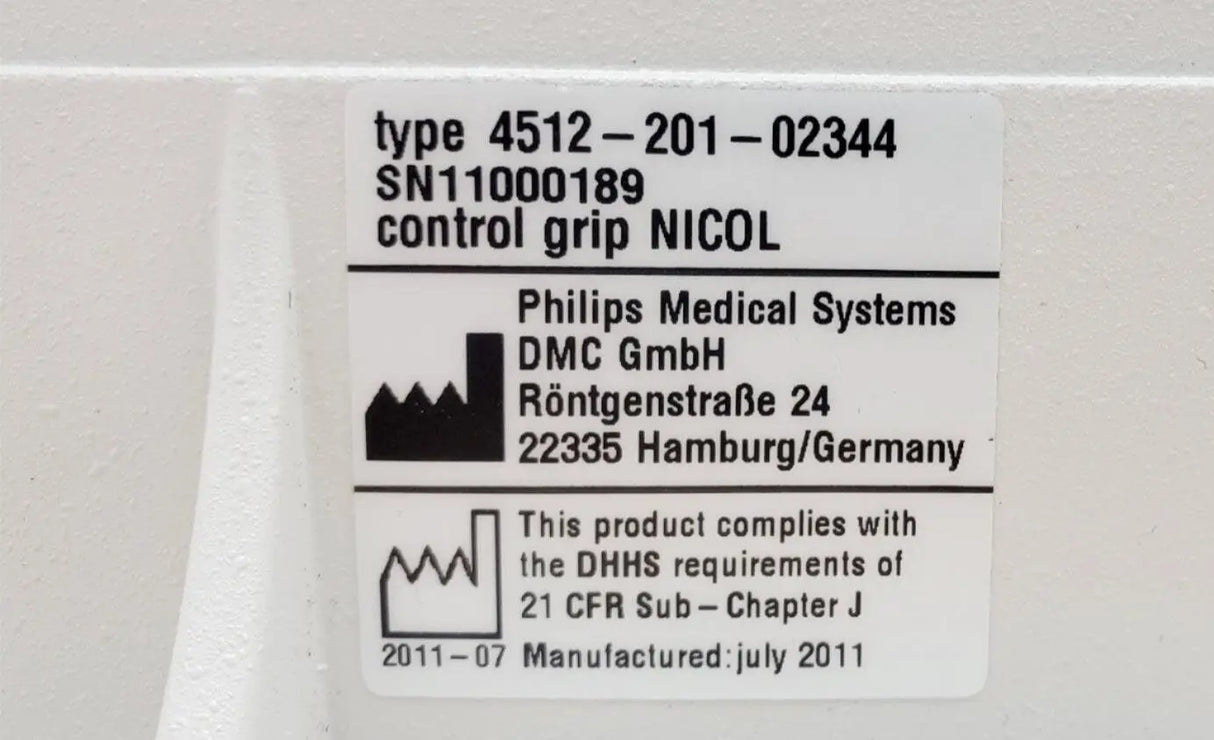 type 4512-201-02344
SN11000189
control grip NICOL
Philips Medical Systems
DMC GmbH
Röntgenstraße 24
22335 Hamburg/Germany
This product complies with
the DHHS requirements of
21 CFR Sub-Chapter J
2011-07 Manufactured:july 2011